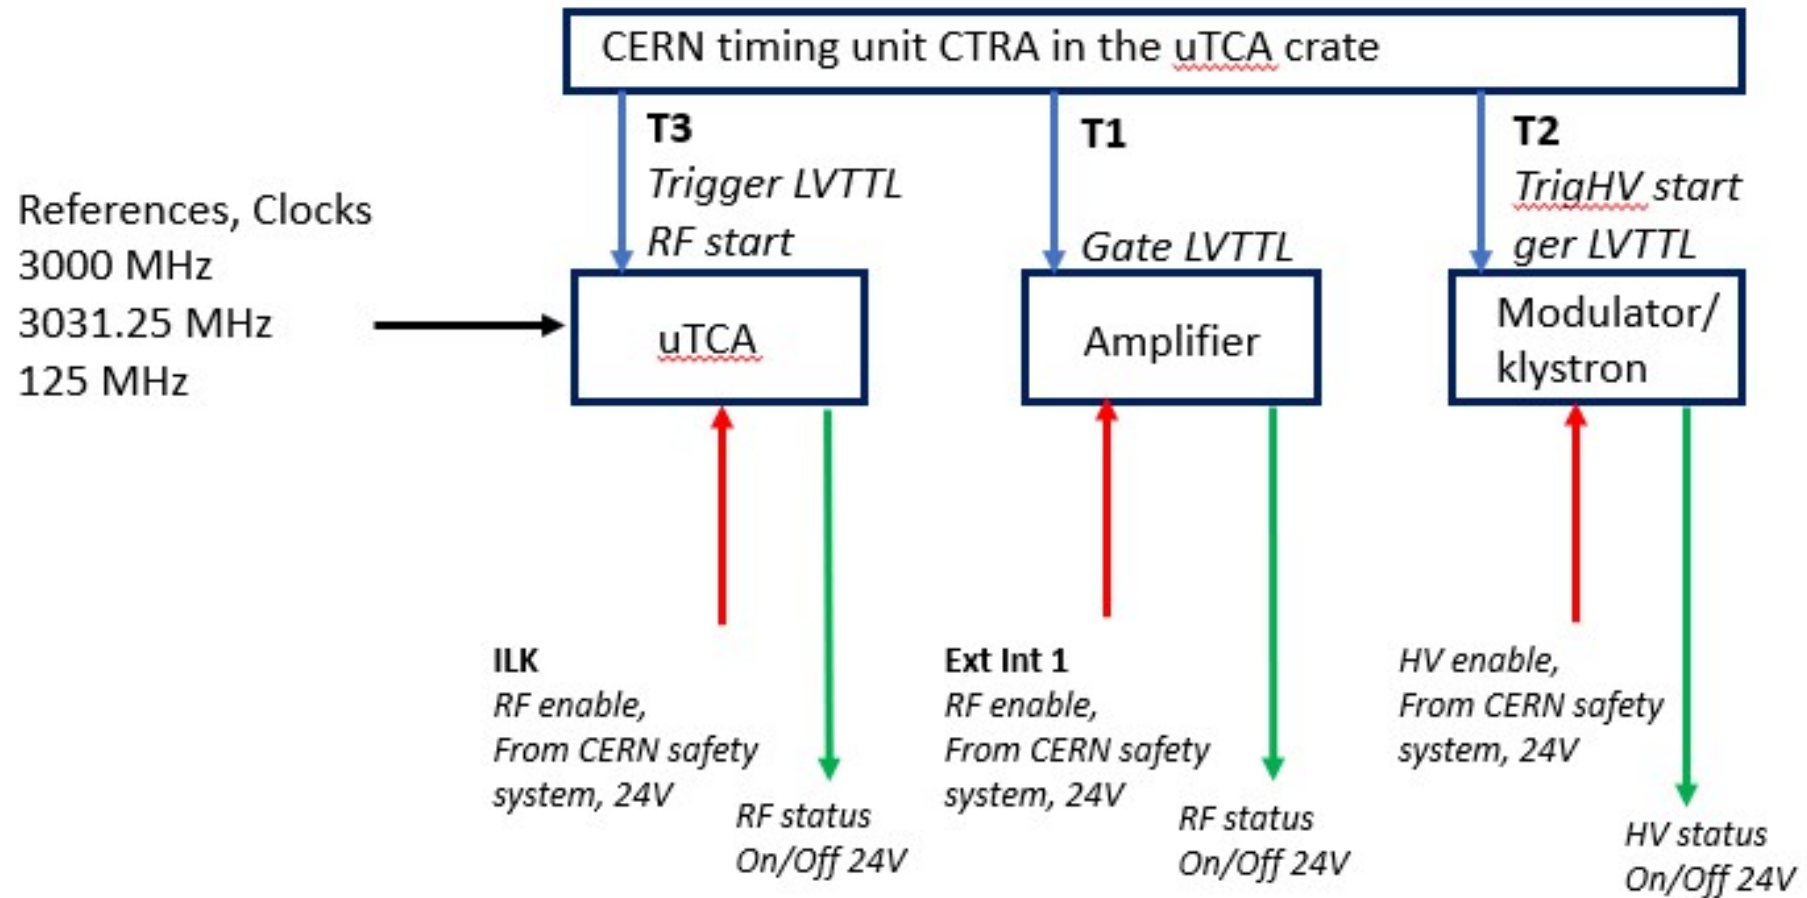 CERN timing unit CTRA in the uTCA crate
T3
Trigger LVTTL
RF start
T1
Gate LVTTL
T2
TrigHV start
ger LVTTL
References, Clocks
3000 MHz
3031.25 MHz
125 MHz
uTCA
Amplifier
Modulator/
klystron
ILK
RF enable,
From CERN safety
system, 24V
RF status
On/Off 24V
Ext Int 1
RF enable,
From CERN safety
system, 24V
RF status
On/Off 24V
HV enable,
From CERN safety
system, 24V
HV status
On/Off 24V